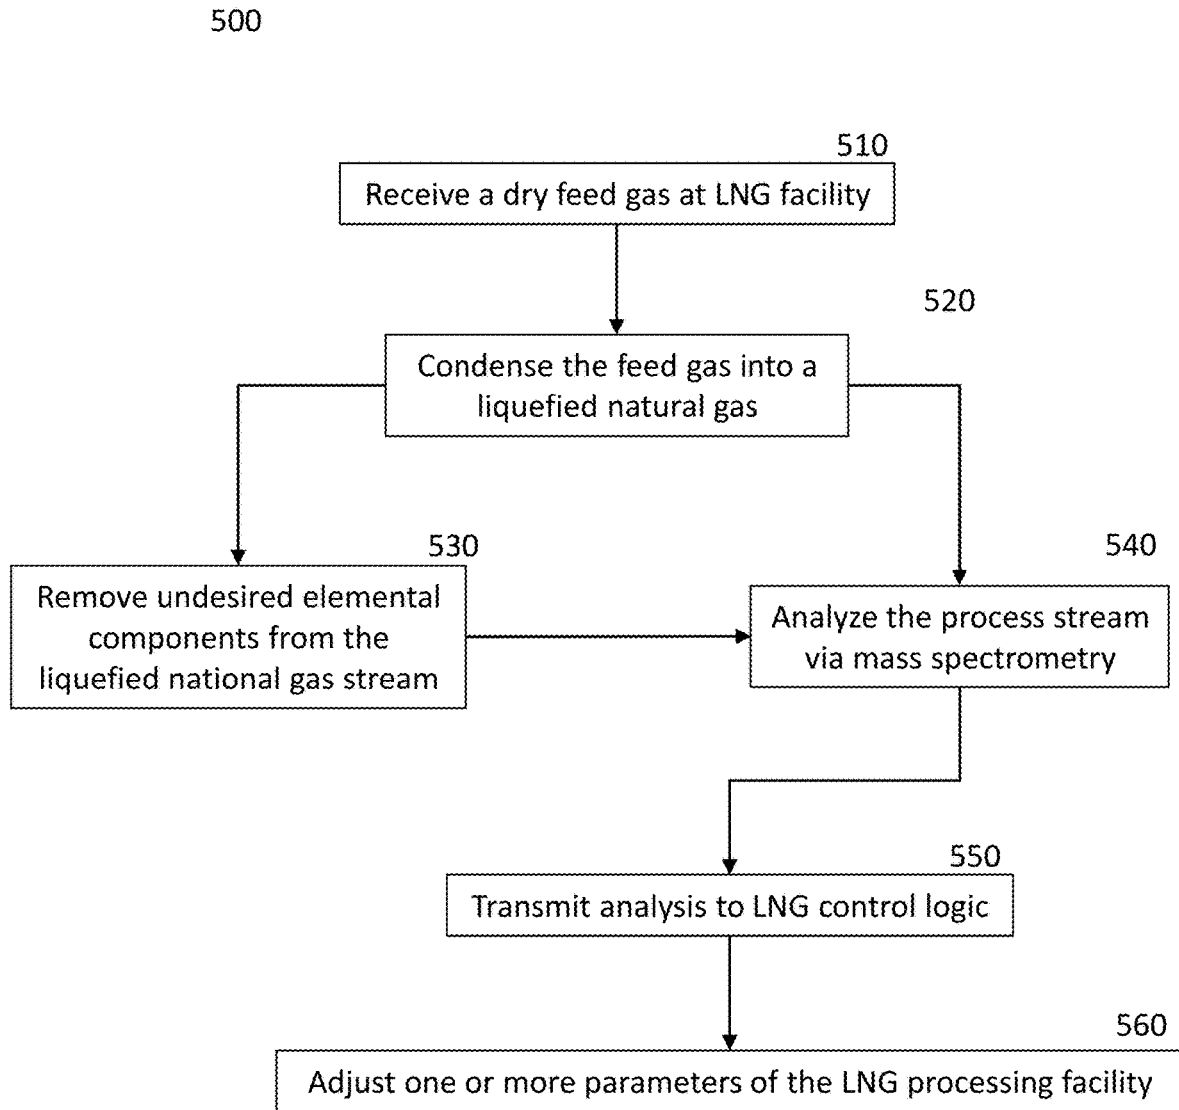 500
510
Receive a dry feed gas at LNG facility
520
Condense the feed gas into a
liquefied natural gas
530
Remove undesired elemental
components from the
liquefied national gas stream
540
Analyze the process stream
via mass spectrometry
550
Transmit analysis to LNG control logic
560
Adjust one or more parameters of the LNG processing facility